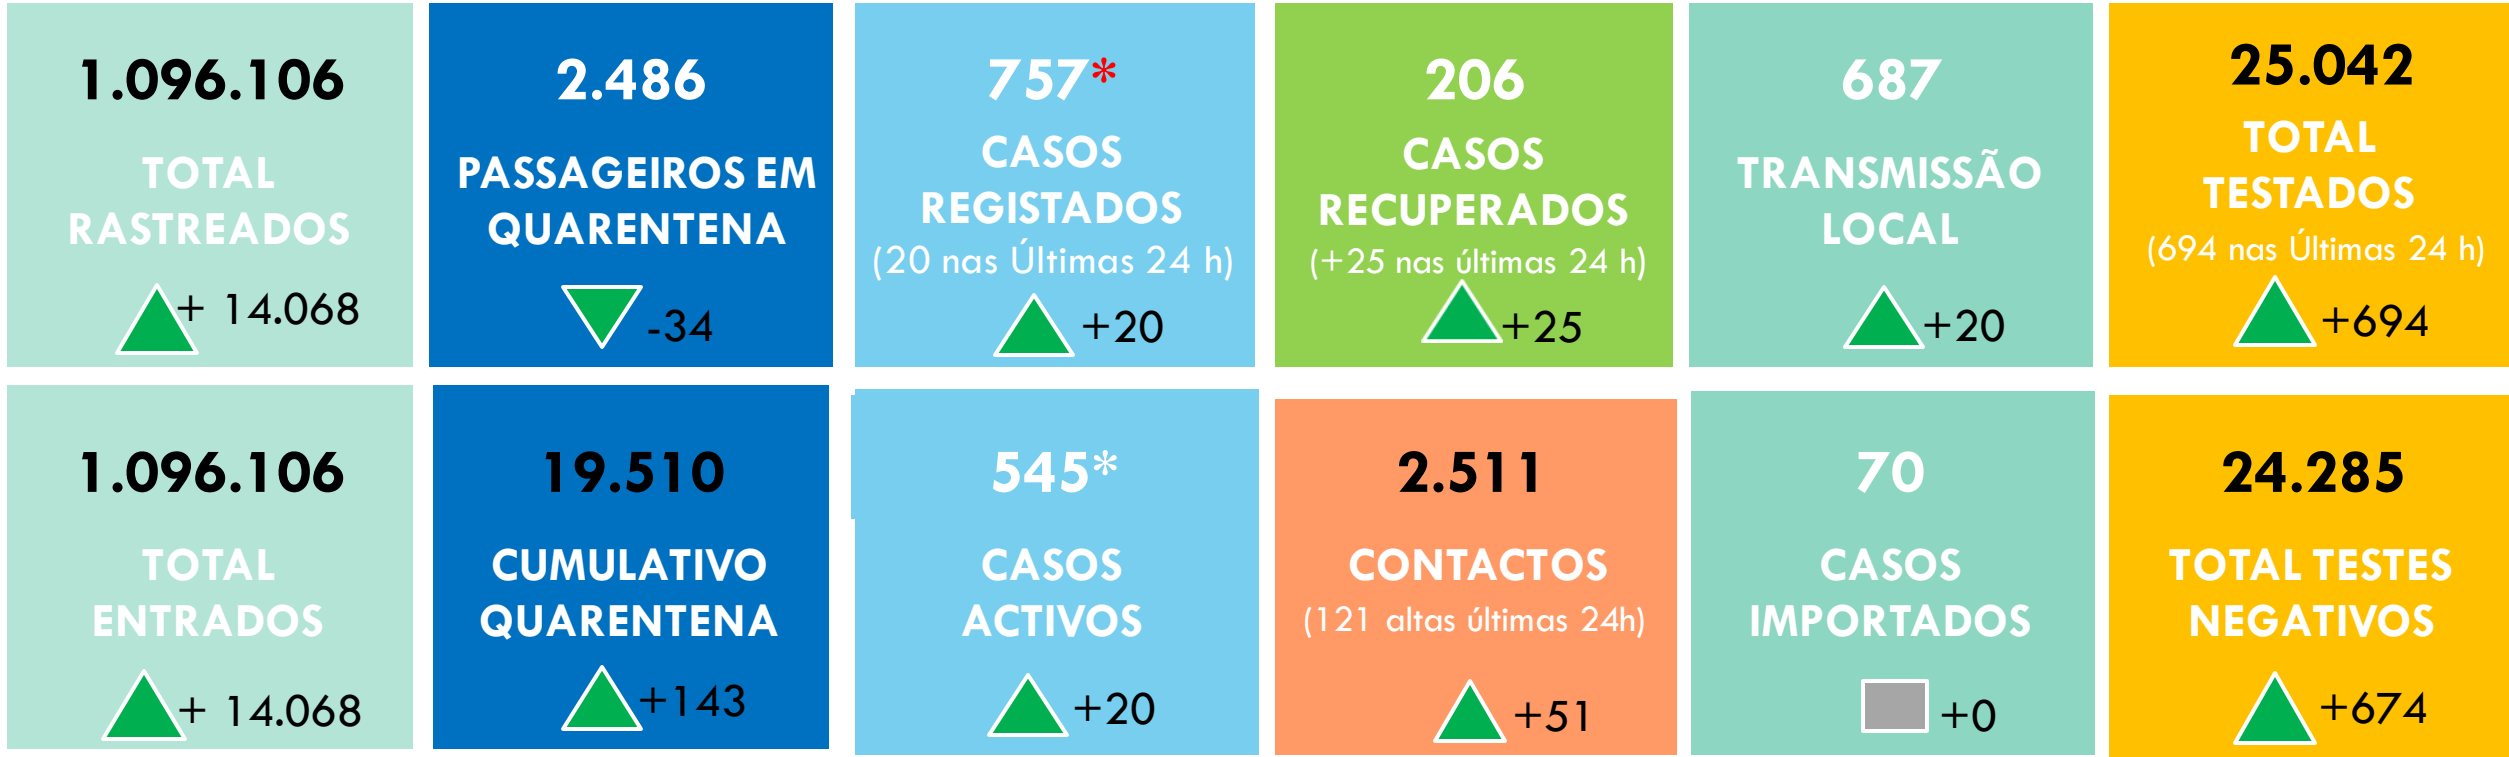 1.096.106
TOTAL
RASTREADOS
+ 14.068
2.486
PASSAGEIROS EM
QUARENTENA
-34
757*
CASOS
REGISTADOS
(20 nas Últimas 24 h)
+20
206
CASOS
RECUPERADOS
(+25 nas últimas 24 h)
+25
687
TRANSMISSÃO
LOCAL
+20
25.042
TOTAL
TESTADOS
(694 nas Últimas 24 h)
+694
1.096.106
TOTAL
ENTRADOS
+ 14.068
19.510
CUMULATIVO
QUARENTENA
+143
545*
CASOS
ACTIVOS
+20
2.511
CONTACTOS
(121 altas últimas 24h)
+51
70
CASOS
IMPORTADOS
+0
24.285
TOTAL TESTES
NEGATIVOS
+674